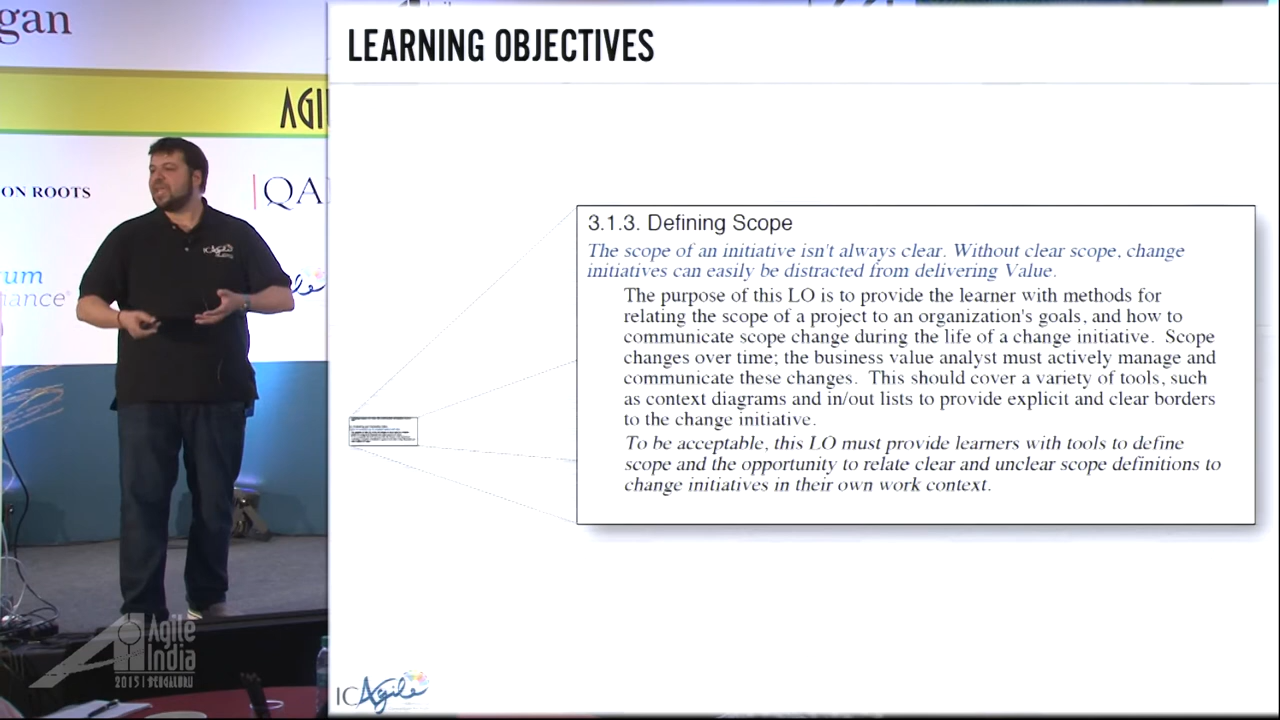 gan
LEARNING OBJECTIVES
AGI
ON ROOTS
|QA
um
iance
ICAgile
3.1.3. Defining Scope
The scope of an initiative isn't always clear. Without clear scope, change
initiatives can easily be distracted from delivering Value.
The purpose of this LO is to provide the learner with methods for
relating the scope of a project to an organization's goals, and how to
communicate scope change during the life of a change initiative. Scope
changes over time; the business value analyst must actively manage and
communicate these changes. This should cover a variety of tools, such
as context diagrams and in/out lists to provide explicit and clear borders
to the change initiative.
To be acceptable, this LO must provide learners with tools to define
scope and the opportunity to relate clear and unclear scope definitions to
change initiatives in their own work context.
Agile
India
2015 | BENGALURU
ICAgile